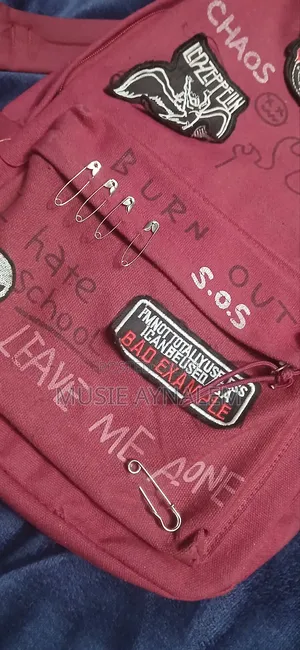 CHAOS
LED-ZEPPELIN
BURN OUT
S.O.S
I hate
school
I'M NOT TOTALLY USELESS
I CAN BE USED AS A
BAD EXAMPLE
LEAVE ME AONE
MUSIE AYNALEM